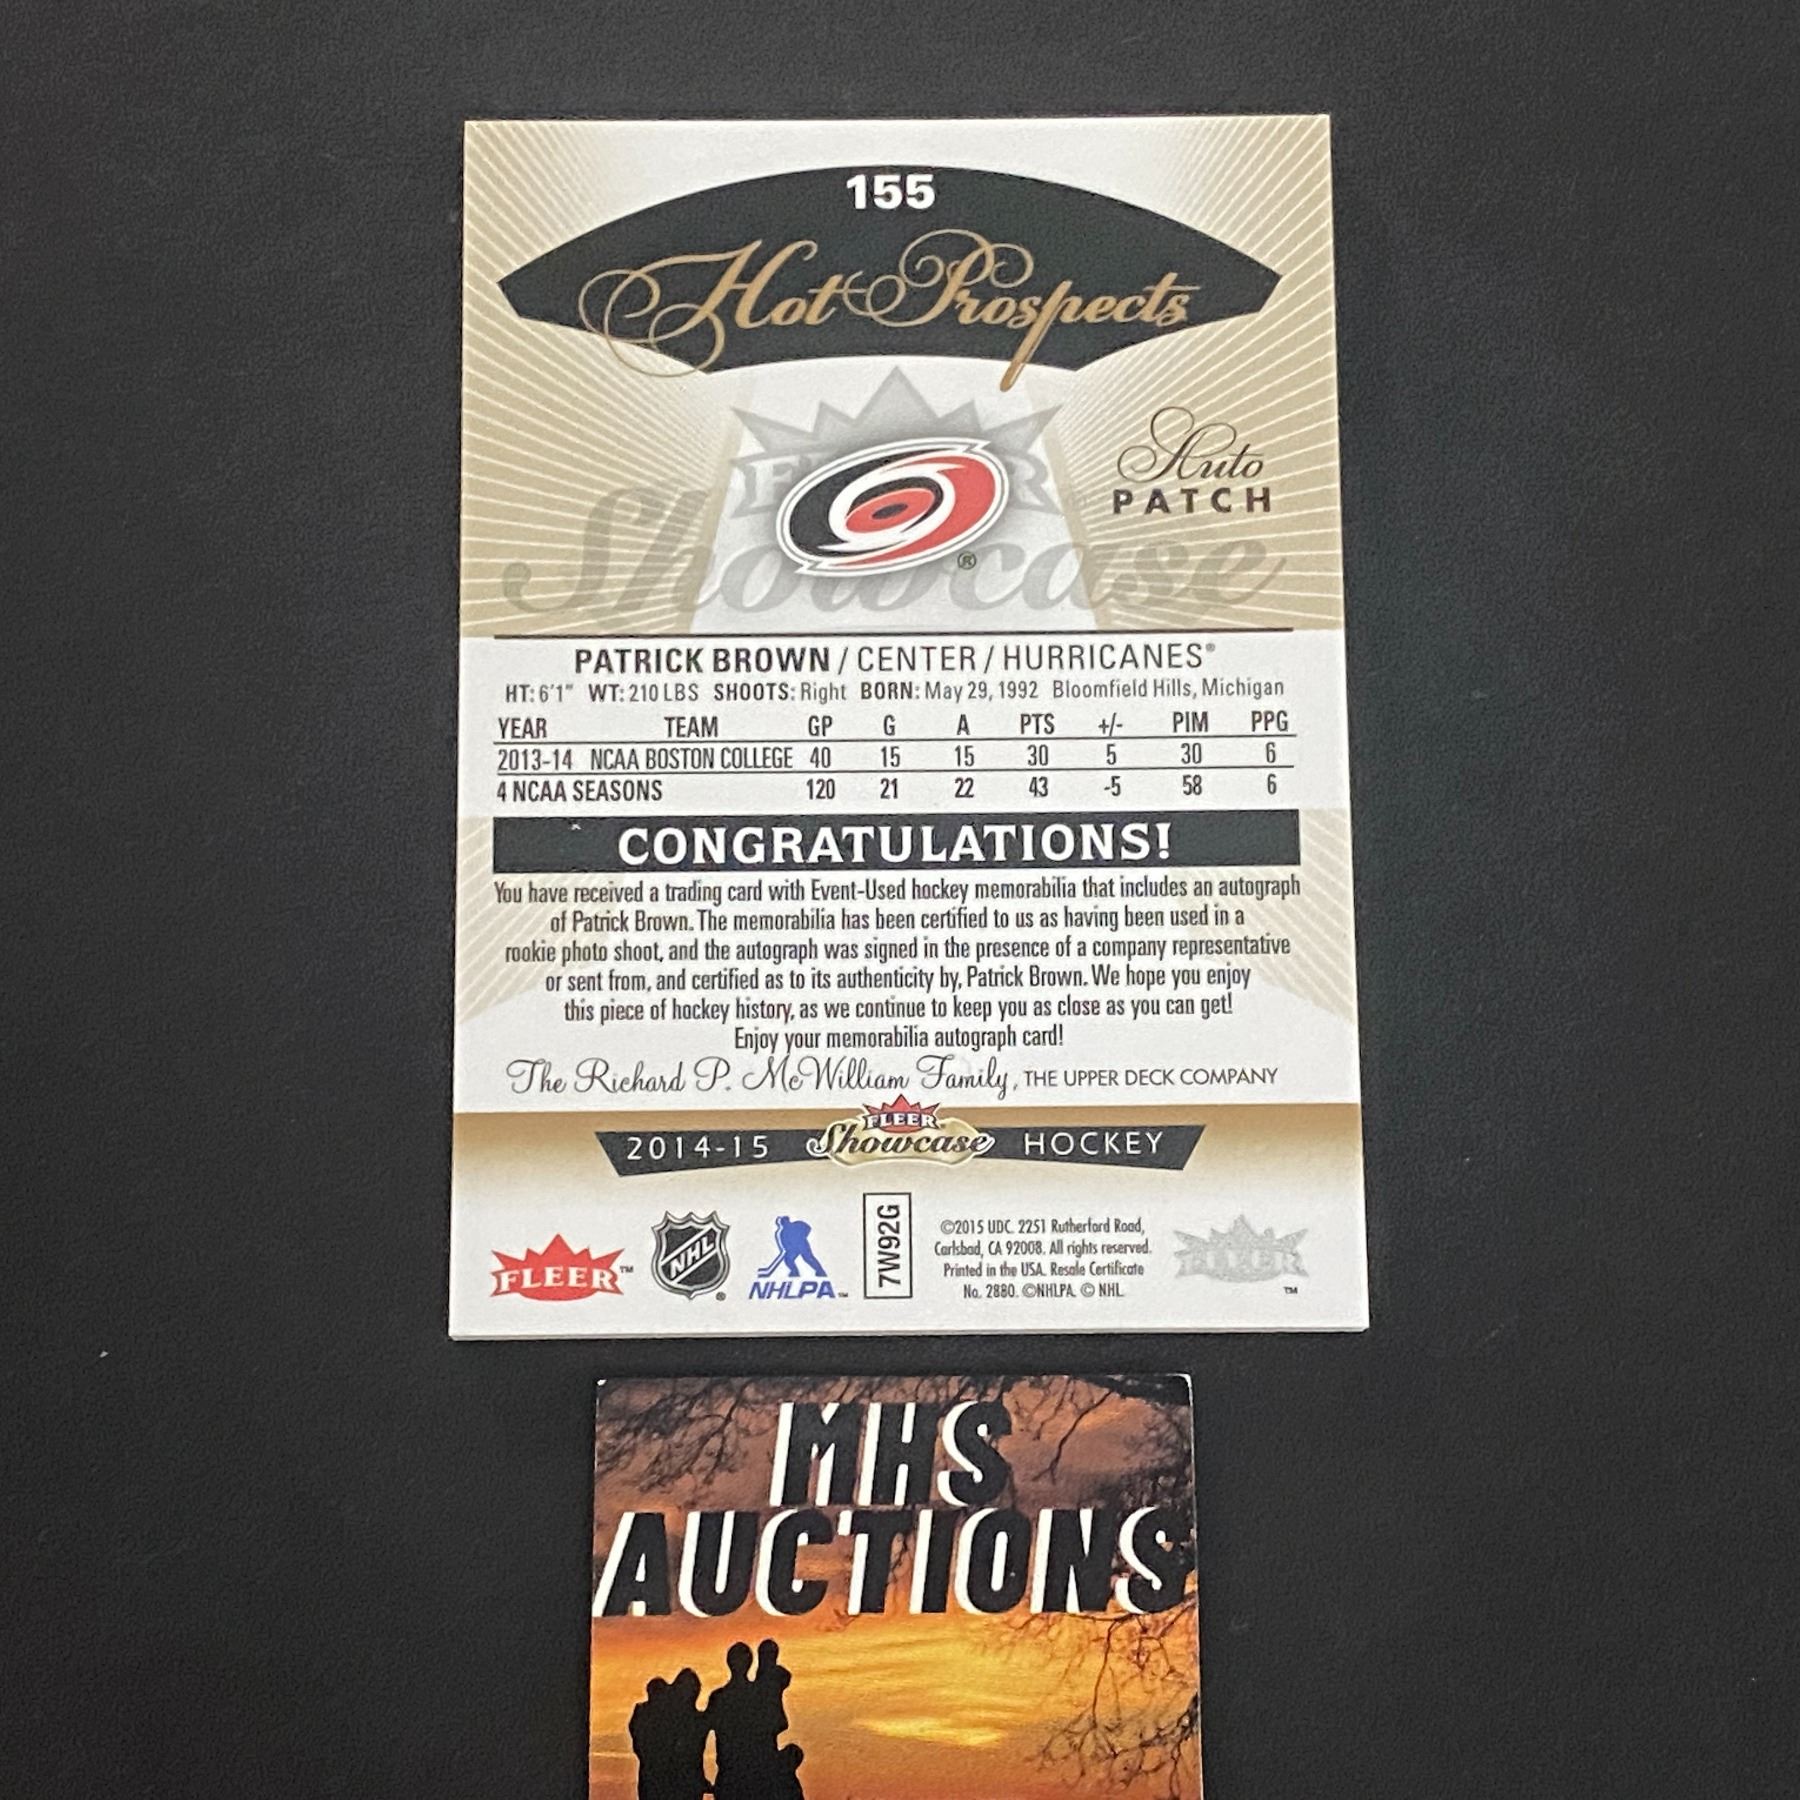 155
Hot Prospects
FLEER
Showcase
®
Auto
PATCH
PATRICK BROWN / CENTER / HURRICANES®
HT: 6'1" WT: 210 LBS SHOOTS: Right BORN: May 29, 1992 Bloomfield Hills, Michigan
YEAR TEAM GP G A PTS +/- PIM PPG
2013-14 NCAA BOSTON COLLEGE 40 15 15 30 5 30 6
4 NCAA SEASONS 120 21 22 43 -5 58 6
CONGRATULATIONS!
You have received a trading card with Event-Used hockey memorabilia that includes an autograph
of Patrick Brown. The memorabilia has been certified to us as having been used in a
rookie photo shoot, and the autograph was signed in the presence of a company representative
or sent from, and certified as to its authenticity by, Patrick Brown. We hope you enjoy
this piece of hockey history, as we continue to keep you as close as you can get!
Enjoy your memorabilia autograph card!
The Richard P. McWilliam Family, THE UPPER DECK COMPANY
2014-15 FLEER Showcase HOCKEY
FLEER™
NHL®
NHLPA™
7W92G
©2015 UDC. 2251 Rutherford Road,
Carlsbad, CA 92008. All rights reserved.
Printed in the USA. Resale Certificate
No. 2880. ©NHLPA. © NHL.
FLEER™
MHS
AUCTIONS